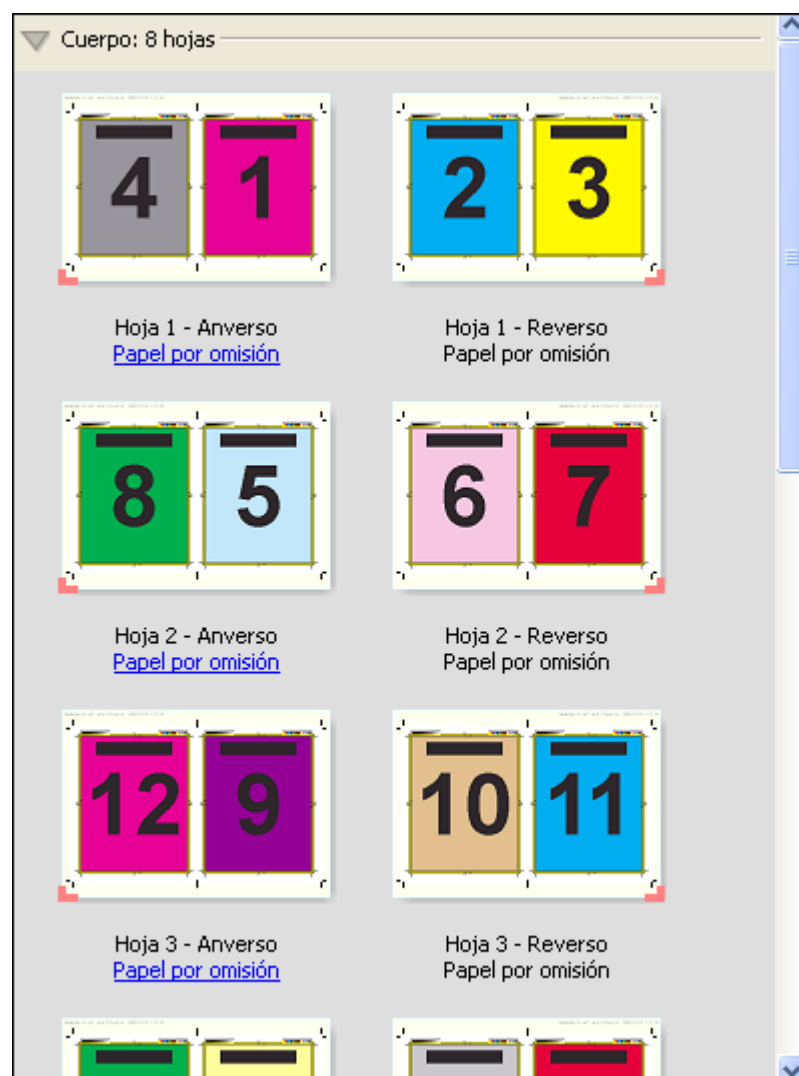 Cuerpo: 8 hojas
4 1 2 3
Hoja 1 - Anverso Hoja 1 - Reverso
Papel por omisión Papel por omisión
8 5 6 7
Hoja 2 - Anverso Hoja 2 - Reverso
Papel por omisión Papel por omisión
12 9 10 11
Hoja 3 - Anverso Hoja 3 - Reverso
Papel por omisión Papel por omisión